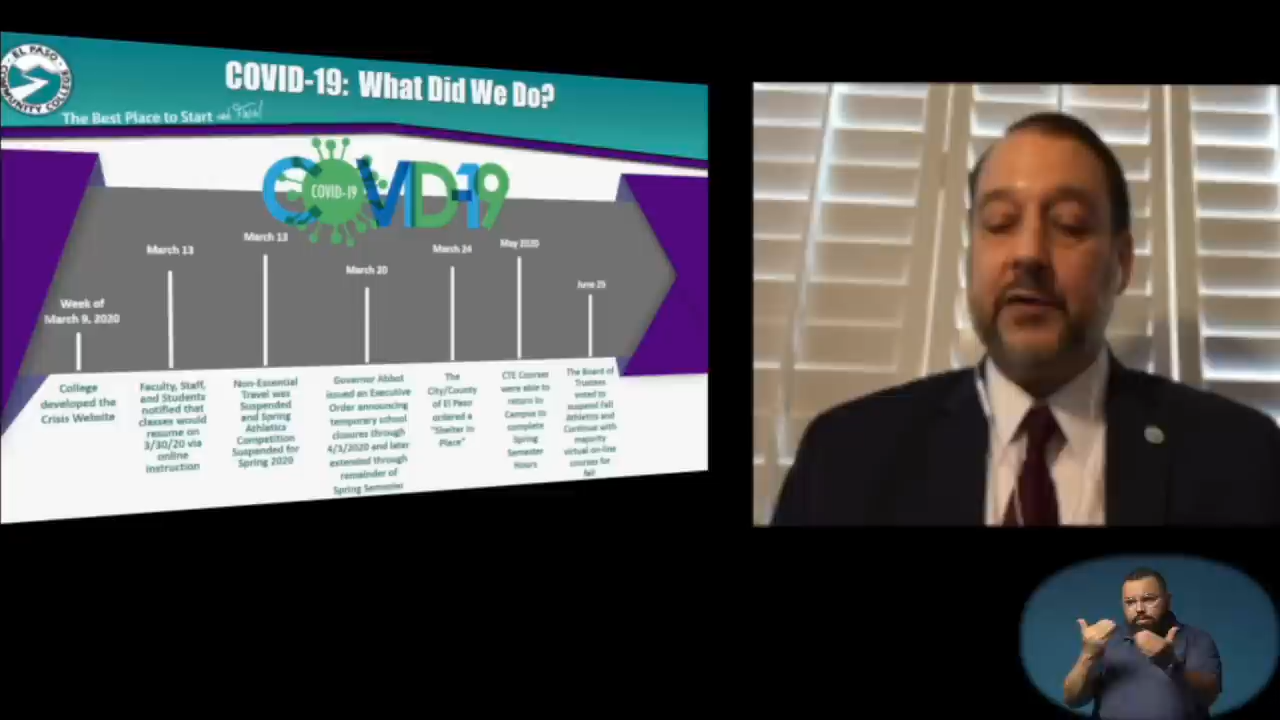 EL PASO
COMMUNITY COLLEGE
COVID-19: What Did We Do?
The Best Place to Start and
COVID-19
COVID-19
Week of
March 9, 2020
March 13
March 13
March 20
March 24
May 2020
June 25
College
developed the
Crisis Website
Faculty, Staff,
and Students
notified that
classes would
resume on
3/30/20 via
online
instruction
Non-Essential
Travel was
Suspended
and Spring
Athletics
Competition
Suspended for
Spring 2020
Governor Abbot
issued an Executive
Order announcing
temporary school
closures through
4/3/2020 and later
extended through
remainder of
Spring Semester
The
City/County
of El Paso
ordered a
"Shelter in
Place"
CTE Courses
were able to
return to
Campus to
complete
Spring
Semester
Hours
The Board of
Trustees
voted to
suspend fall
athletics and
Continue with
majority
virtual on-line
courses for
fall